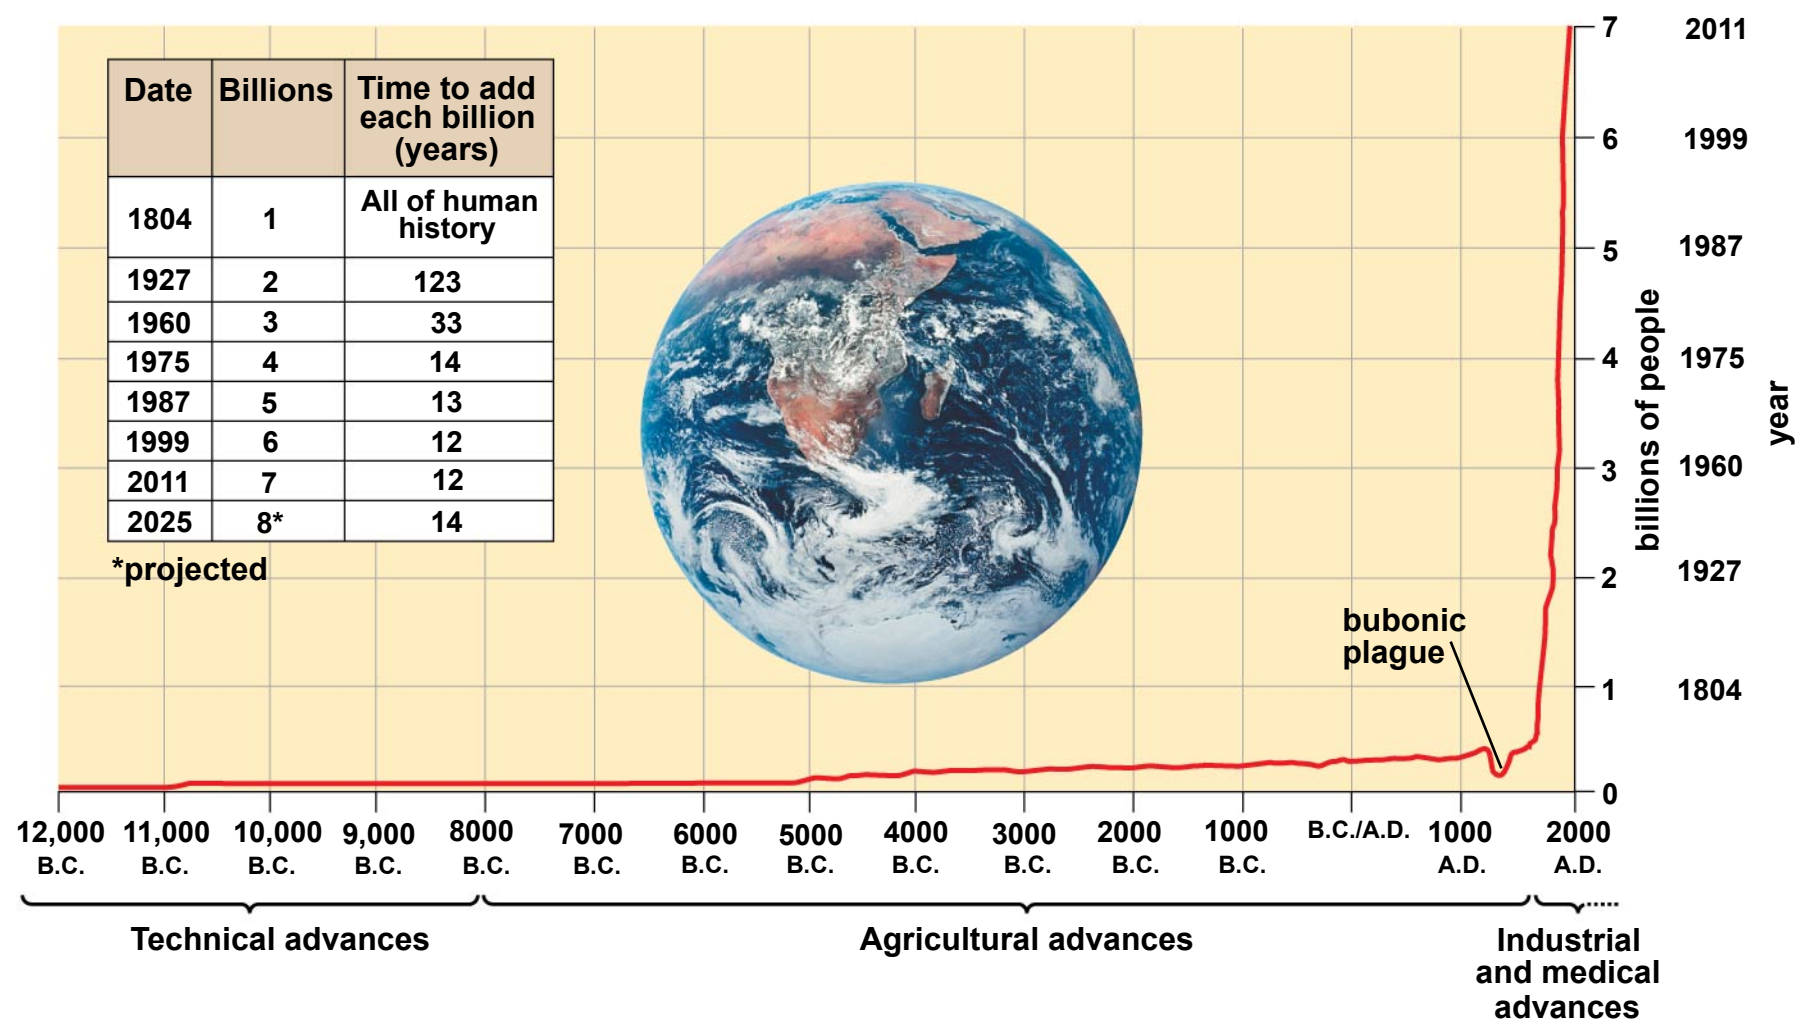 Date Billions Time to add
each billion
(years)
1804 1 All of human
history
1927 2 123
1960 3 33
1975 4 14
1987 5 13
1999 6 12
2011 7 12
2025 8* 14
*projected
bubonic
plague
7 2011
6 1999
5 1987
4 1975
3 1960
2 1927
1 1804
0
billions of people
year
12,000 11,000 10,000 9,000 8000 7000 6000 5000 4000 3000 2000 1000 B.C./A.D. 1000 2000
B.C. B.C. B.C. B.C. B.C. B.C. B.C. B.C. B.C. B.C. B.C. B.C. A.D. A.D.
Technical advances
Agricultural advances
Industrial
and medical
advances